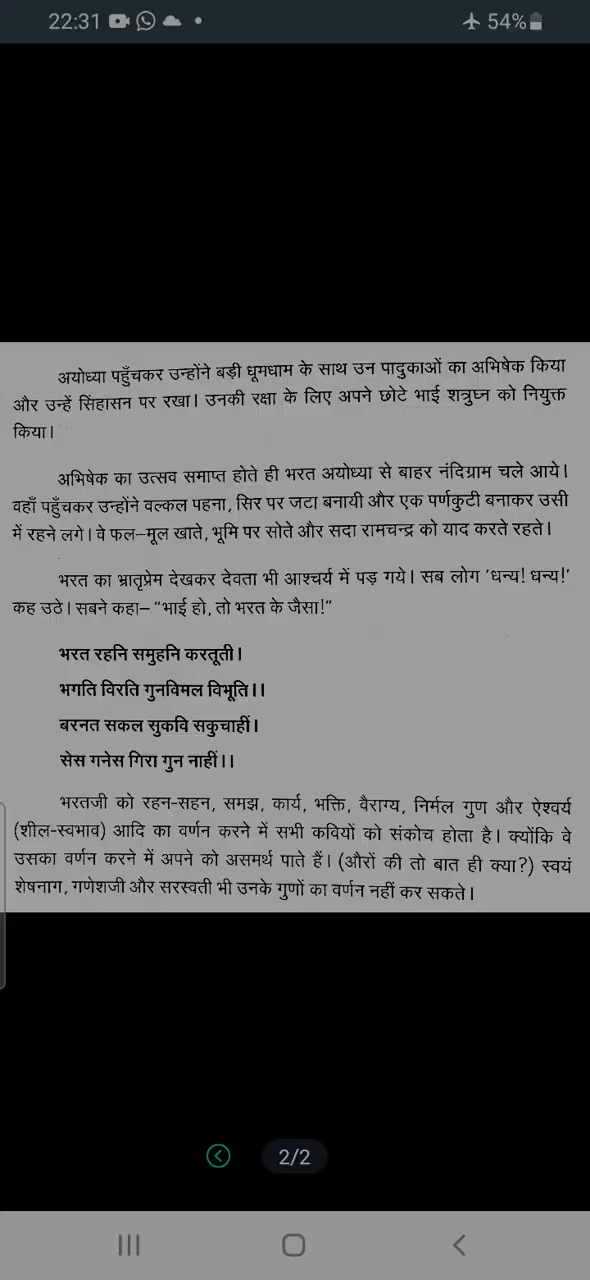 22:31
54%
अयोध्या पहुँचकर उन्होंने बड़ी धूमधाम के साथ उन पादुकाओं का अभिषेक किया
और उन्हें सिंहासन पर रखा। उनकी रक्षा के लिए अपने छोटे भाई शत्रुघ्न को नियुक्त
किया।
अभिषेक का उत्सव समाप्त होते ही भरत अयोध्या से बाहर नंदिग्राम चले आये।
वहाँ पहुँचकर उन्होंने वल्कल पहना, सिर पर जटा बनायी और एक पर्णकुटी बनाकर उसी
में रहने लगे। वे फल–मूल खाते, भूमि पर सोते और सदा रामचन्द्र को याद करते रहते।
भरत का भ्रातृप्रेम देखकर देवता भी आश्चर्य में पड़ गये। सब लोग 'धन्य! धन्य!'
कह उठे। सबने कहा– "भाई हो, तो भरत के जैसा!"
भरत रहनि समुहनि करतूती।
भगति विरति गुनविमल विभूति।।
बरनत सकल सुकवि सकुचाहीं।
सेस गनेस गिरा गुन नाहीं।।
भरतजी को रहन-सहन, समझ, कार्य, भक्ति, वैराग्य, निर्मल गुण और ऐश्वर्य
(शील-स्वभाव) आदि का वर्णन करने में सभी कवियों को संकोच होता है। क्योंकि वे
उसका वर्णन करने में अपने को असमर्थ पाते हैं। (औरों की तो बात ही क्या?) स्वयं
शेषनाग, गणेशजी और सरस्वती भी उनके गुणों का वर्णन नहीं कर सकते।
2/2